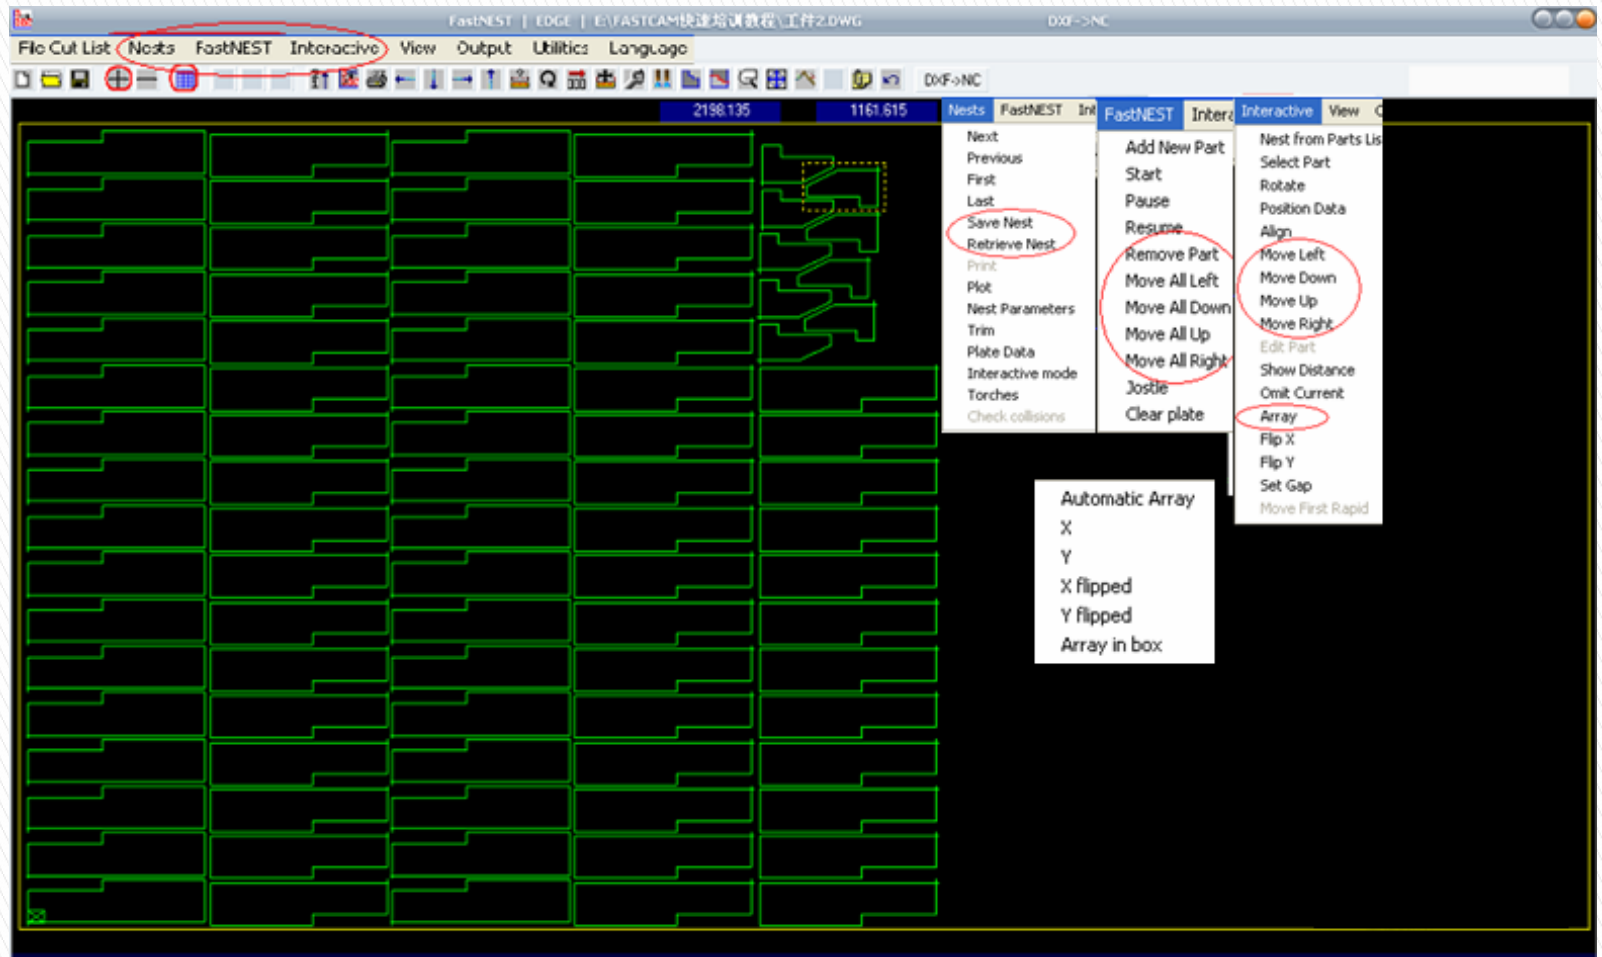 FastNEST | EDGE | E:\FASTCAM快速培训教程\工件2.DWG DXF->NC
File Cut List Nests FastNEST Interactive View Output Utilities Language
DXF->NC
2198.135 1161.615
Nests FastNEST Int
Next
Previous
First
Last
Save Nest
Retrieve Nest
Print
Plot
Nest Parameters
Trim
Plate Data
Interactive mode
Torches
Check collisions
FastNEST Intera
Add New Part
Start
Pause
Resume
Remove Part
Move All Left
Move All Down
Move All Up
Move All Right
Jostle
Clear plate
Interactive View
Nest from Parts Lis
Select Part
Rotate
Position Data
Align
Move Left
Move Down
Move Up
Move Right
Edit Part
Show Distance
Omit Current
Array
Flip X
Flip Y
Set Gap
Move First Rapid
Automatic Array
X
Y
X flipped
Y flipped
Array in box